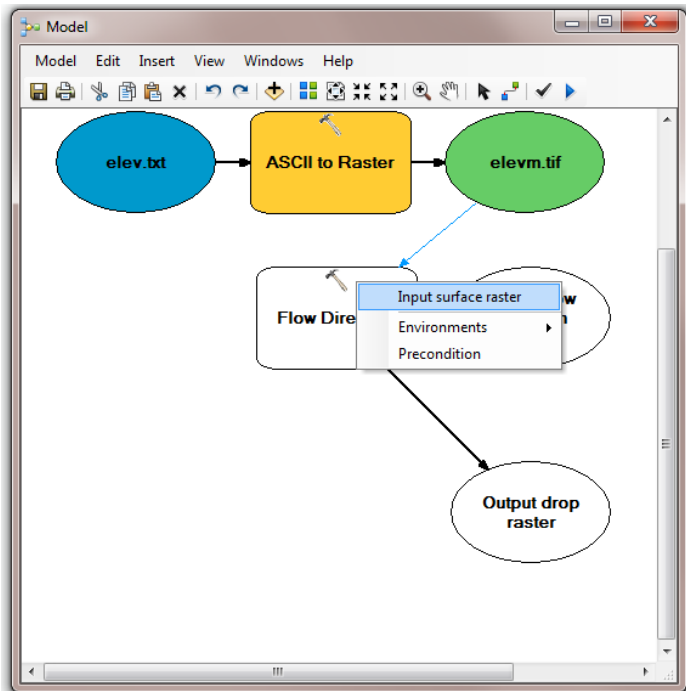 Model
Model Edit Insert View Windows Help
elev.txt
ASCII to Raster
elevm.tif
Flow Dire
Input surface raster
Environments
Precondition
Output drop
raster